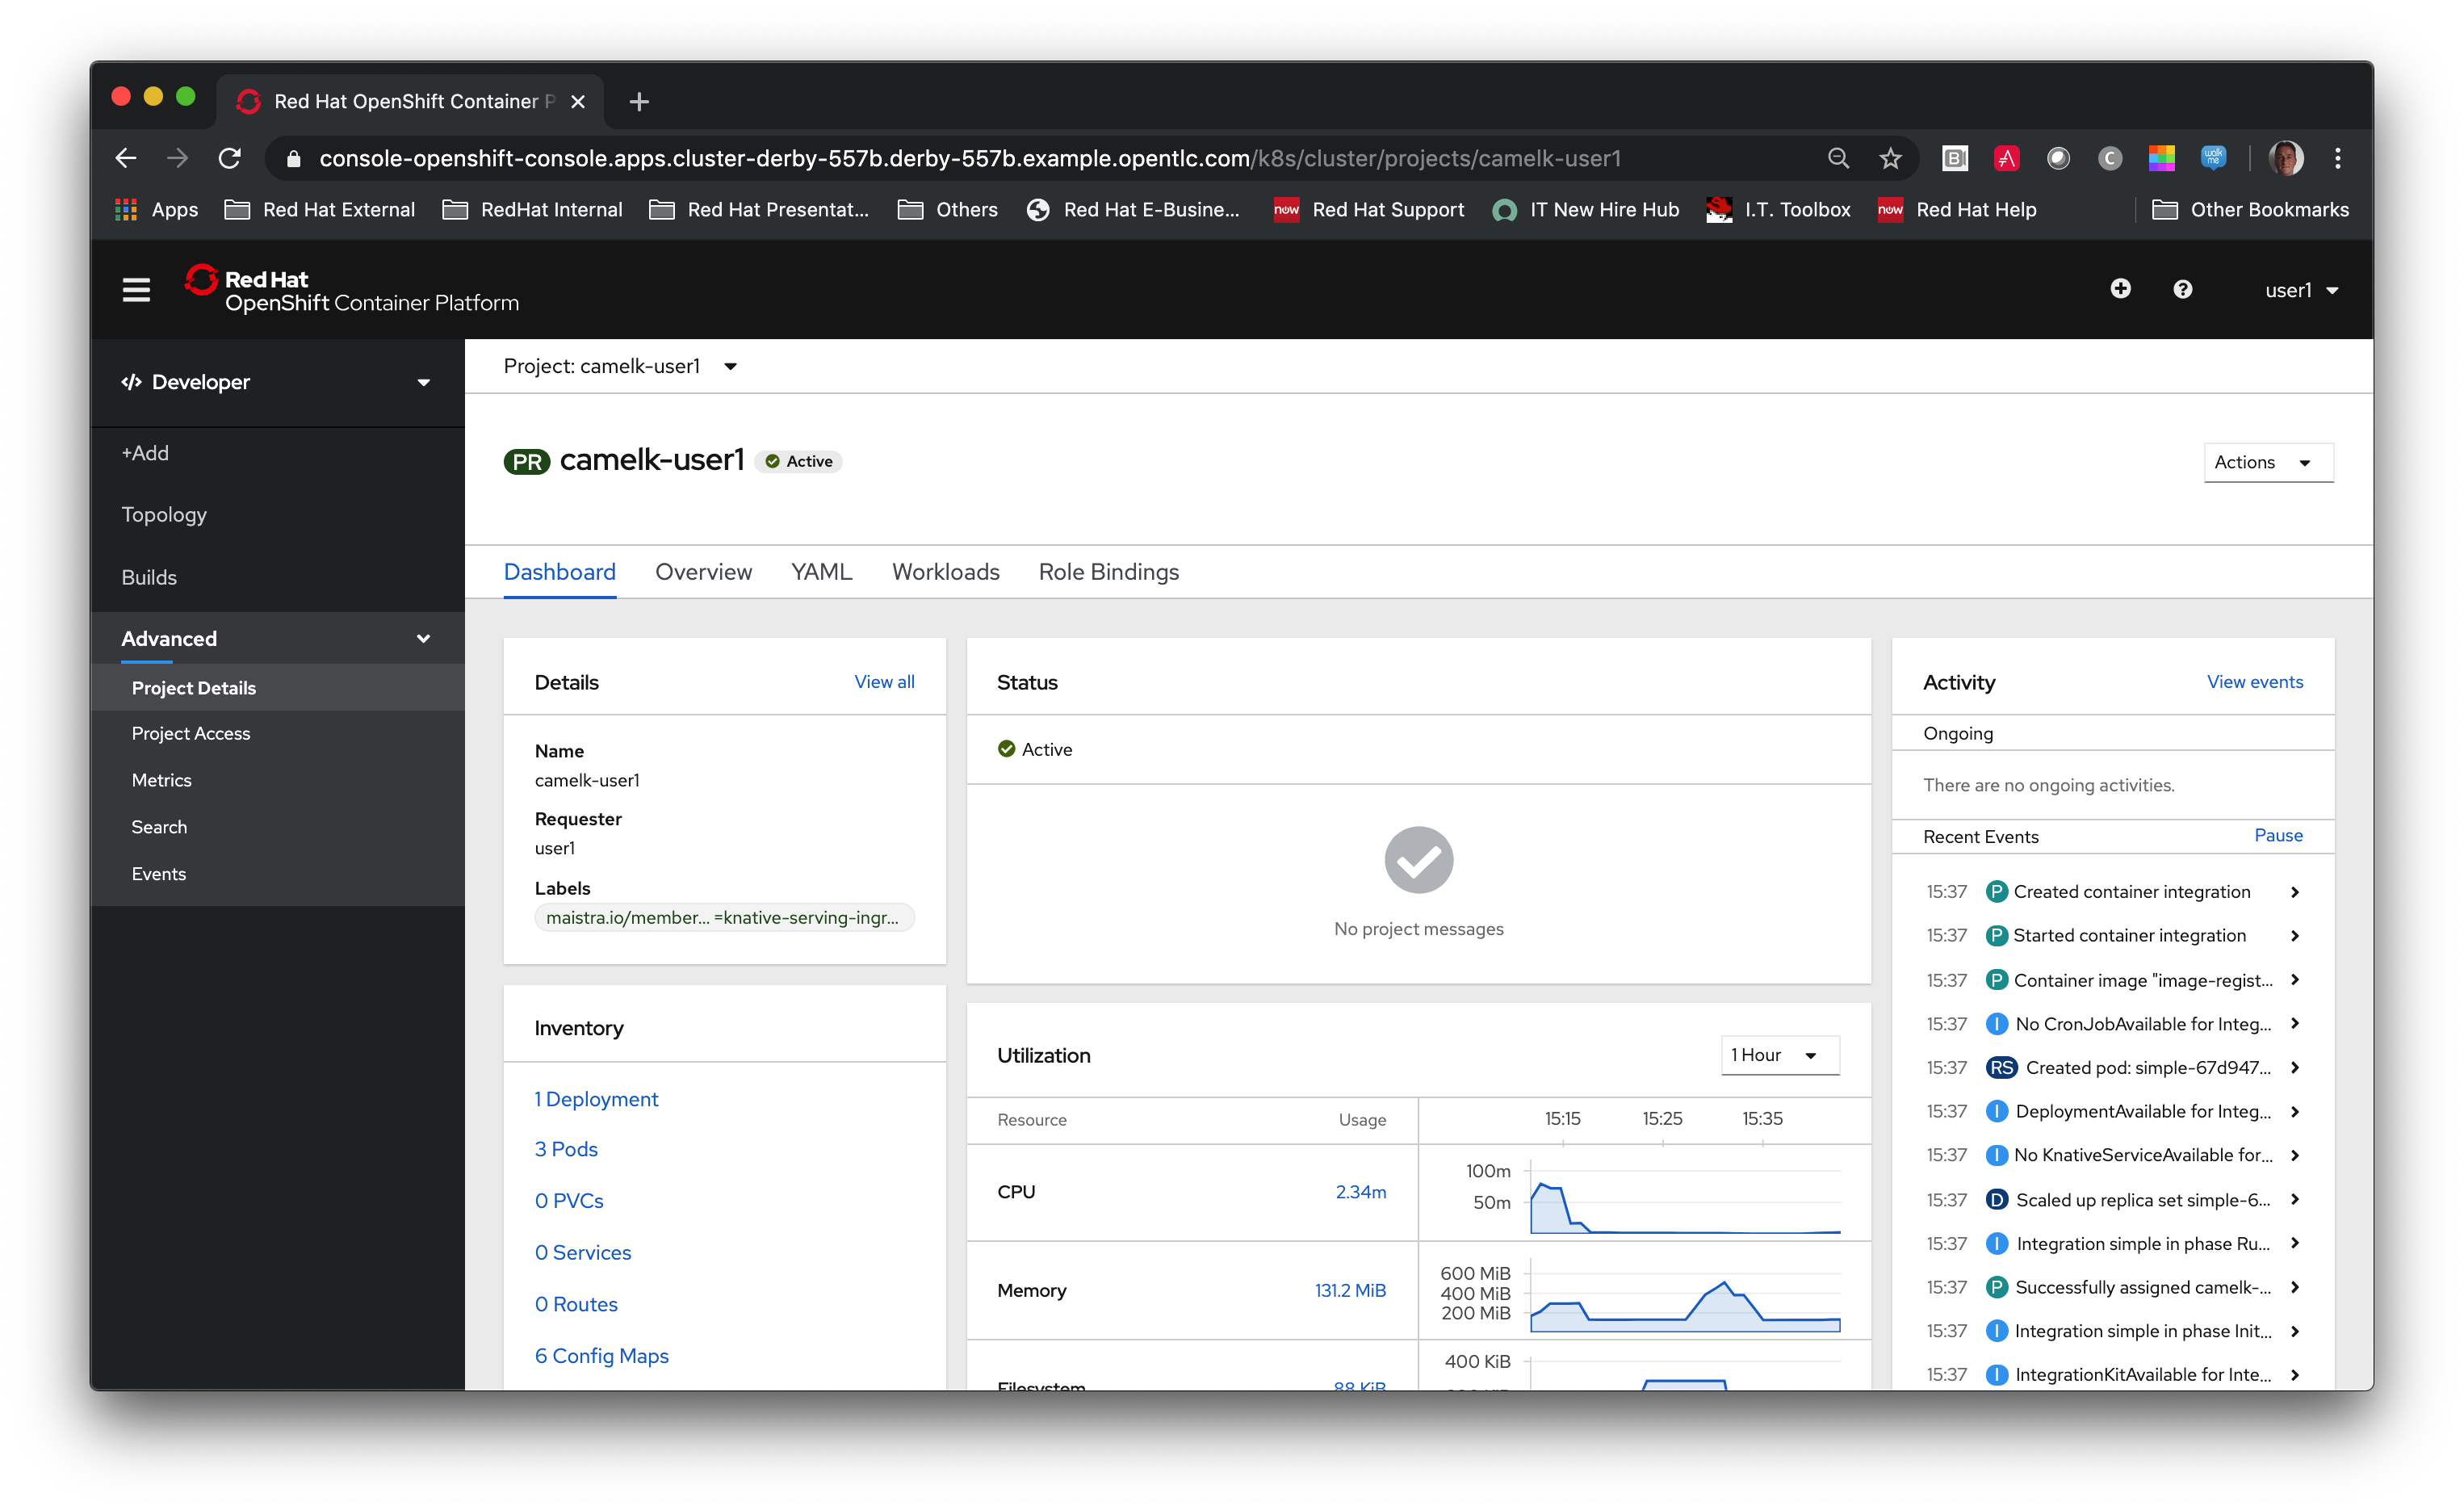 Red Hat OpenShift Container P
console-openshift-console.apps.cluster-derby-557b.derby-557b.example.opentlc.com/k8s/cluster/projects/camelk-user1
Apps Red Hat External RedHat Internal Red Hat Presentat... Others Red Hat E-Busine... now Red Hat Support IT New Hire Hub I.T. Toolbox now Red Hat Help Other Bookmarks
Red Hat
OpenShift Container Platform
user1
Developer
+Add
Topology
Builds
Advanced
Project Details
Project Access
Metrics
Search
Events
Project: camelk-user1
PR camelk-user1 Active
Actions
Dashboard Overview YAML Workloads Role Bindings
Details View all
Name
camelk-user1
Requester
user1
Labels
maistra.io/member... =knative-serving-ingr...
Inventory
1 Deployment
3 Pods
0 PVCs
0 Services
0 Routes
6 Config Maps
Status
Active
No project messages
Utilization 1 Hour
Resource Usage 15:15 15:25 15:35
CPU 2.34m 100m
50m
Memory 131.2 MiB 600 MiB
400 MiB
200 MiB
Filesystem 88 KiB 400 KiB
Activity View events
Ongoing
There are no ongoing activities.
Recent Events Pause
15:37 P Created container integration
15:37 P Started container integration
15:37 P Container image "image-regist...
15:37 I No CronJobAvailable for Integ...
15:37 RS Created pod: simple-67d947...
15:37 I DeploymentAvailable for Integ...
15:37 I No KnativeServiceAvailable for...
15:37 D Scaled up replica set simple-6...
15:37 I Integration simple in phase Ru...
15:37 P Successfully assigned camelk-...
15:37 I Integration simple in phase Init...
15:37 I IntegrationKitAvailable for Inte...